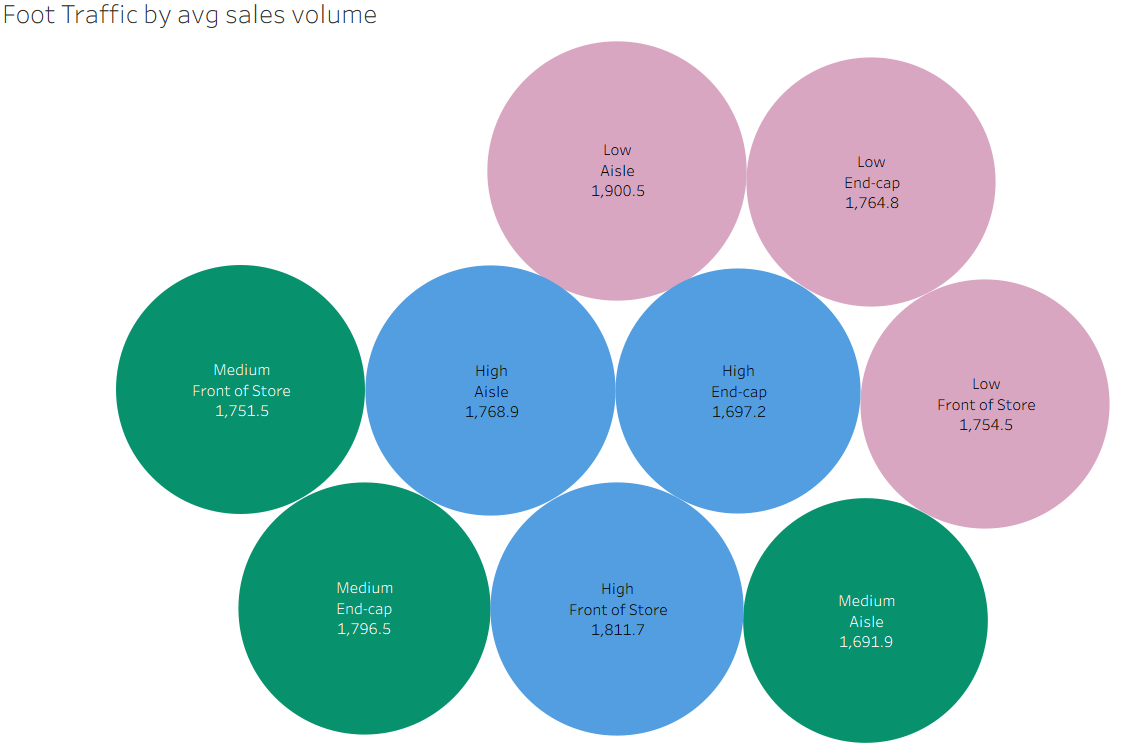 Foot Traffic by avg sales volume
Low
Aisle
1,900.5
Low
End-cap
1,764.8
Medium
Front of Store
1,751.5
High
Aisle
1,768.9
High
End-cap
1,697.2
Low
Front of Store
1,754.5
Medium
End-cap
1,796.5
High
Front of Store
1,811.7
Medium
Aisle
1,691.9